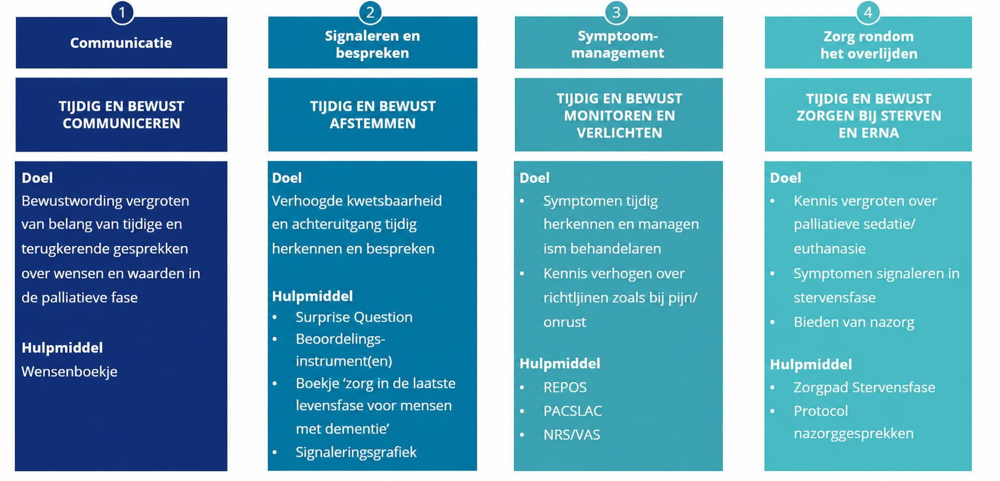 1
Communicatie
TIJDIG EN BEWUST
COMMUNICEREN
Doel
Bewustwording vergroten
van belang van tijdige en
terugkerende gesprekken
over wensen en waarden in
de palliatieve fase
Hulpmiddel
Wensenboekje
2
Signaleren en
bespreken
TIJDIG EN BEWUST
AFSTEMMEN
Doel
Verhoogde kwetsbaarheid
en achteruitgang tijdig
herkennen en bespreken
Hulpmiddel
• Surprise Question
• Beoordelings-
instrument(en)
• Boekje ‘zorg in de laatste
levensfase voor mensen
met dementie’
• Signaleringsgrafiek
3
Symptoom-
management
TIJDIG EN BEWUST
MONITOREN EN
VERLICHTEN
Doel
• Symptomen tijdig
herkennen en managen
ism behandelaren
• Kennis verhogen over
richtljinen zoals bij pijn/
onrust
Hulpmiddel
• REPOS
• PACSLAC
• NRS/VAS
4
Zorg rondom
het overlijden
TIJDIG EN BEWUST
ZORGEN BIJ STERVEN
EN ERNA
Doel
• Kennis vergroten over
palliatieve sedatie/
euthanasie
• Symptomen signaleren in
stervensfase
• Bieden van nazorg
Hulpmiddel
• Zorgpad Stervensfase
• Protocol
nazorggesprekken